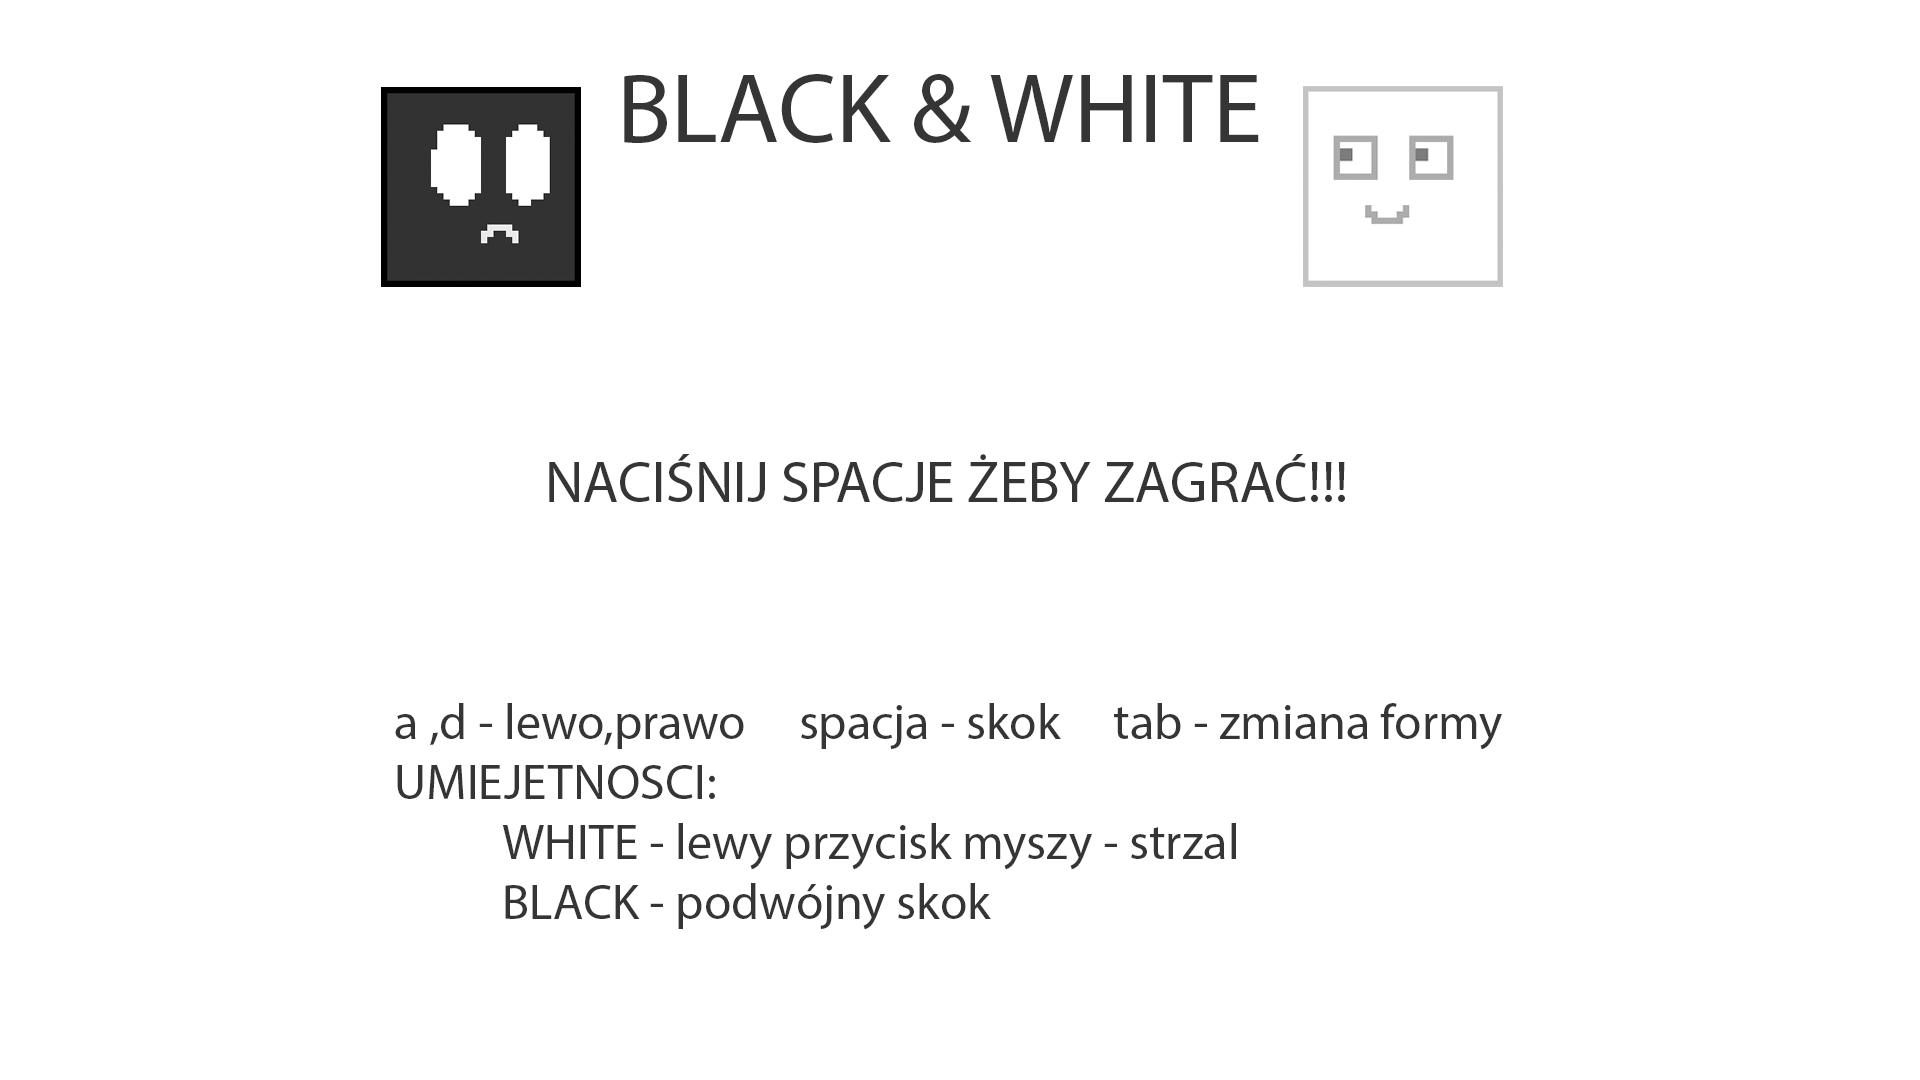 BLACK & WHITE
NACIŚNIJ SPACJE ŻEBY ZAGRAĆ!!!
a ,d - lewo,prawo    spacja - skok    tab - zmiana formy
UMIEJETNOSCI:
WHITE - lewy przycisk myszy - strzal
BLACK - podwójny skok